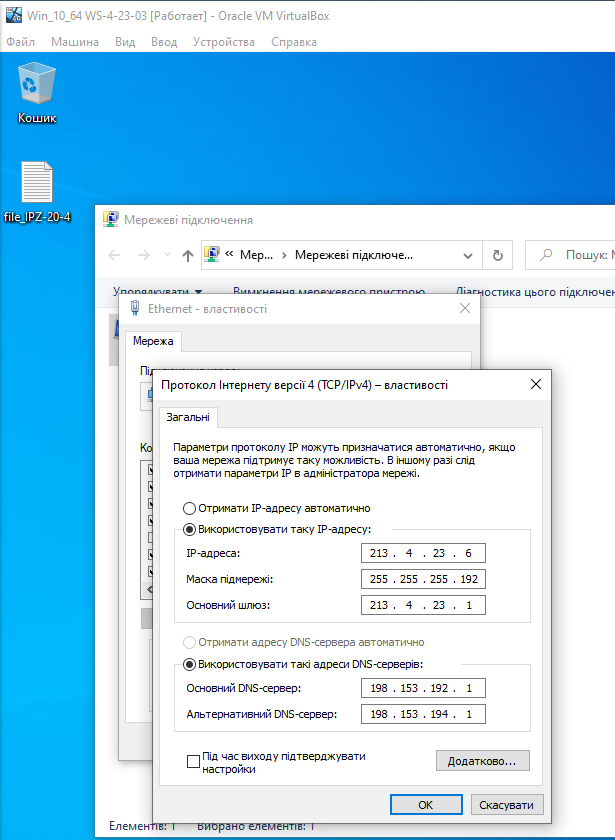 Win_10_64 WS-4-23-03 [Работает] - Oracle VM VirtualBox
Файл Машина Вид Ввод Устройства Справка
Кошик
file_IPZ-20-4
Мережеві підключення
« Мер... › Мережеві підключе...
Пошук:
Упорядкувати
Вимкнення мережевого пристрою
Діагностика цього підключен
Ethernet - властивості
Мережа
Протокол Інтернету версії 4 (TCP/IPv4) – властивості
Загальні
Параметри протоколу IP можуть призначатися автоматично, якщо
ваша мережа підтримує таку можливість. В іншому разі слід
отримати параметри IP в адміністратора мережі.
Отримати IP-адресу автоматично
Використовувати таку IP-адресу:
IP-адреса: 213 . 4 . 23 . 6
Маска підмережі: 255 . 255 . 255 . 192
Основний шлюз: 213 . 4 . 23 . 1
Отримати адресу DNS-сервера автоматично
Використовувати такі адреси DNS-серверів:
Основний DNS-сервер: 198 . 153 . 192 . 1
Альтернативний DNS-сервер: 198 . 153 . 194 . 1
Під час виходу підтверджувати
настройки
Додатково...
ОК Скасувати
Елементів: 1 Вибрано елементів: 1